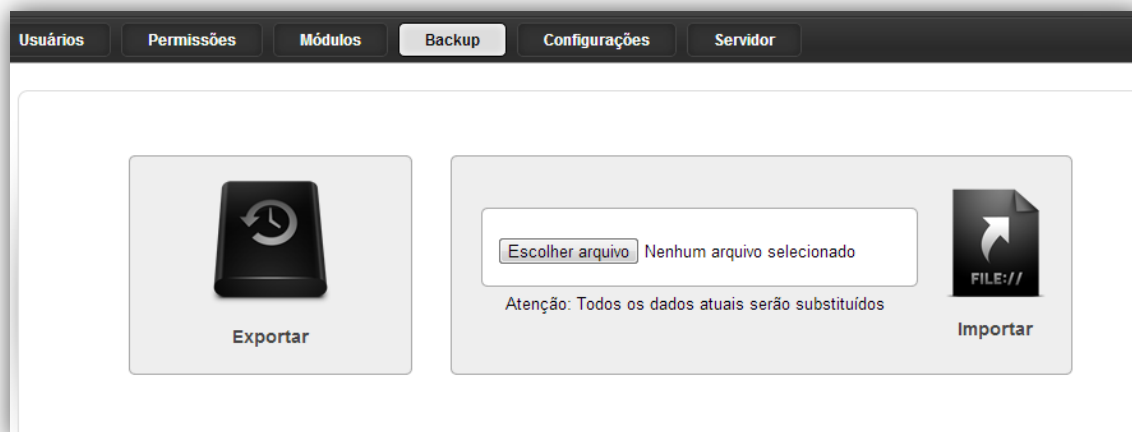 Usuários Permissões Módulos Backup Configurações Servidor
Escolher arquivo Nenhum arquivo selecionado
FILE://
Atenção: Todos os dados atuais serão substituídos
Exportar
Importar